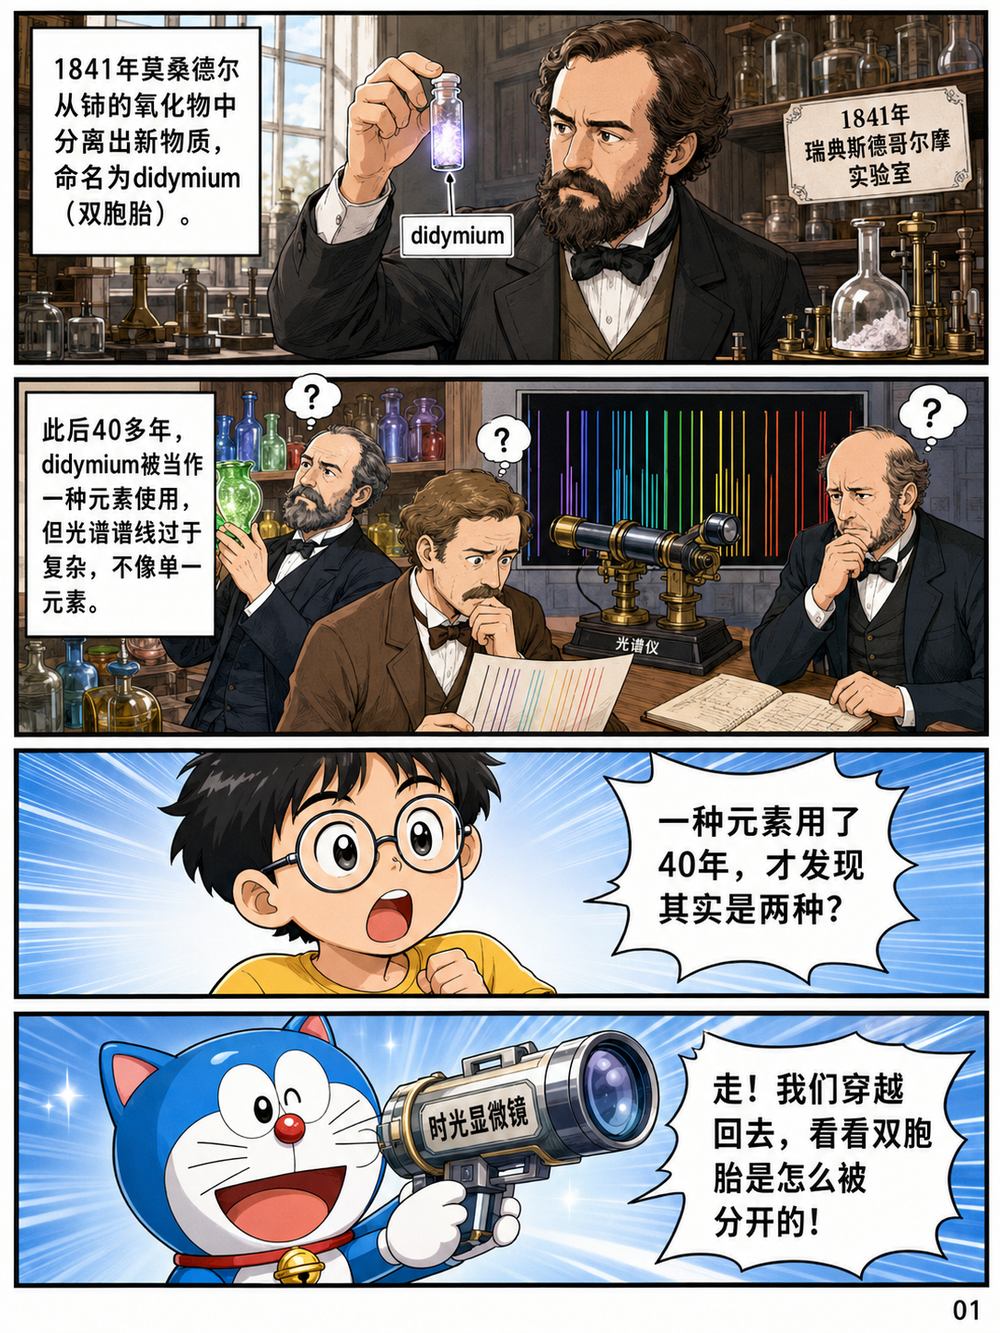 1841年莫桑德尔
从铈的氧化物中
分离出新物质，
命名为didymium
（双胞胎）。
didymium
1841年
瑞典斯德哥尔摩
实验室
此后40多年，
didymium被当作
一种元素使用，
但光谱谱线过于
复杂，不像单一
元素。
?
?
?
光谱仪
一种元素用了
40年，才发现
其实是两种？
时光显微镜
走！我们穿越
回去，看看双胞
胎是怎么被
分开的！
01